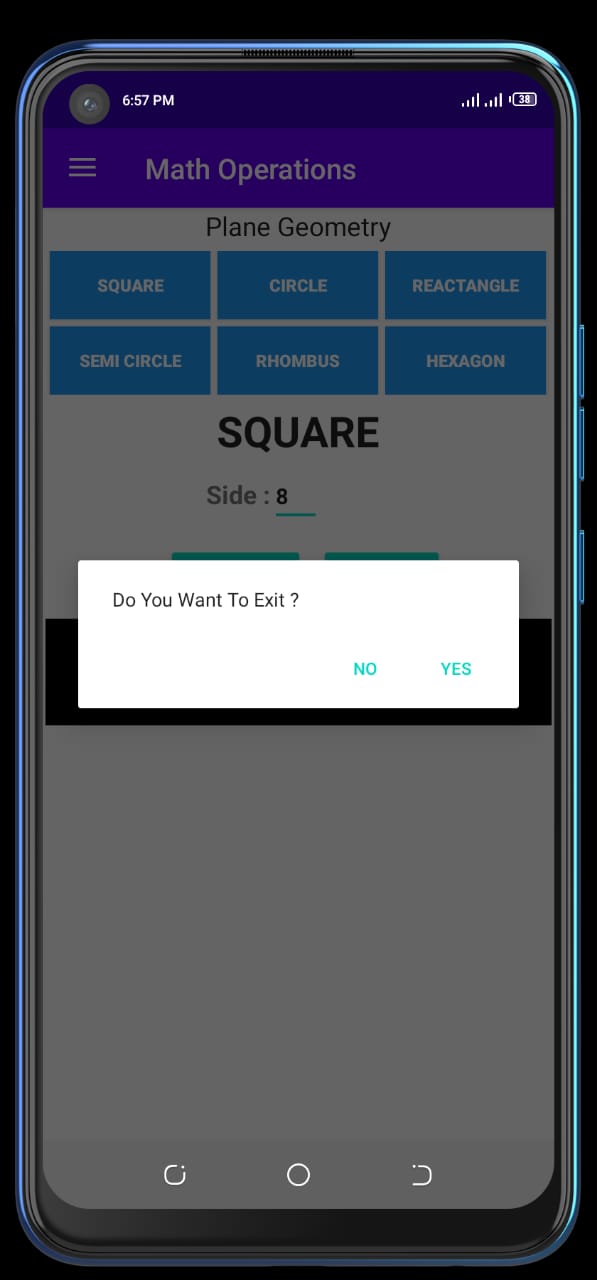 6:57 PM
38
Math Operations
Plane Geometry
SQUARE CIRCLE REACTANGLE
SEMI CIRCLE RHOMBUS HEXAGON
SQUARE
Side : 8
Do You Want To Exit ?
NO YES